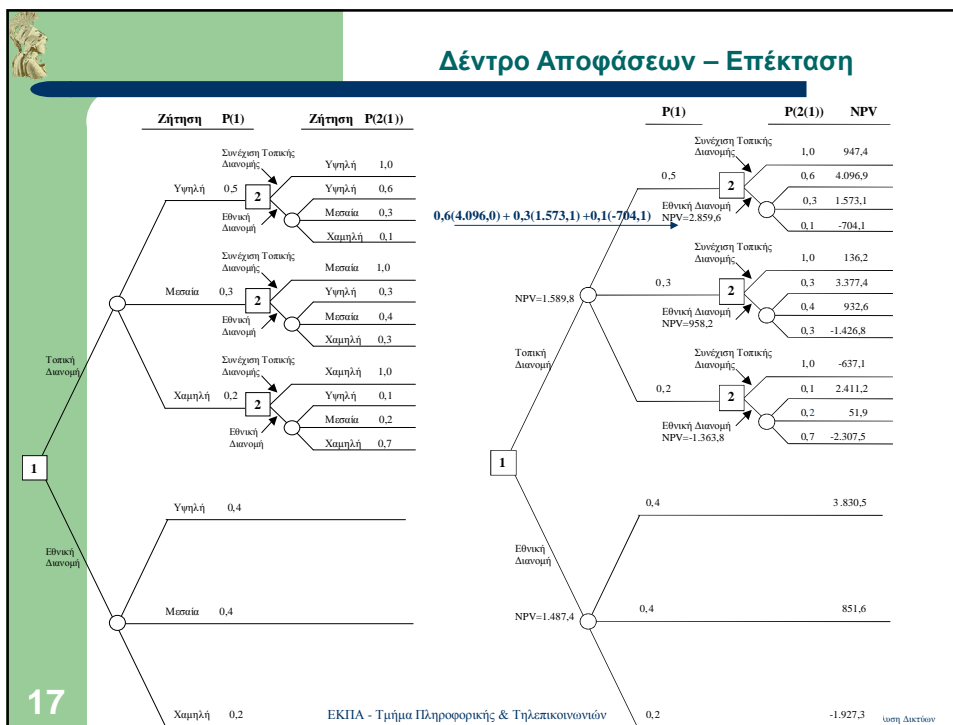 Δέντρο Αποφάσεων – Επέκταση
Ζήτηση P(1) Ζήτηση P(2(1))
Συνέχιση Τοπικής
Διανομής
Υψηλή 1,0
Υψηλή 0,5 2 Υψηλή 0,6
Εθνική
Διανομή
Μεσαία 0,3
Χαμηλή 0,1
Συνέχιση Τοπικής
Διανομής
Μεσαία 1,0
Μεσαία 0,3 2 Υψηλή 0,3
Εθνική
Διανομή
Μεσαία 0,4
Χαμηλή 0,3
Τοπική
Διανομή
Συνέχιση Τοπικής
Διανομής
Χαμηλή 1,0
Χαμηλή 0,2 2 Υψηλή 0,1
Εθνική
Διανομή
Μεσαία 0,2
Χαμηλή 0,7
1
Υψηλή 0,4
Εθνική
Διανομή
Μεσαία 0,4
Χαμηλή 0,2
P(1) P(2(1)) NPV
Συνέχιση Τοπικής
Διανομής
1,0 947,4
0,5 2 0,6 4.096,9
Εθνική Διανομή
NPV=2.859,6
0,3 1.573,1
0,1 -704,1
0,6(4.096,0) + 0,3(1.573,1) +0,1(-704,1)
Συνέχιση Τοπικής
Διανομής
1,0 136,2
0,3 2 0,3 3.377,4
NPV=1.589,8
Εθνική Διανομή
NPV=958,2
0,4 932,6
0,3 -1.426,8
Τοπική
Διανομή
Συνέχιση Τοπικής
Διανομής
1,0 -637,1
0,2 2 0,1 2.411,2
Εθνική Διανομή
NPV=-1.363,8
0,2 51,9
0,7 -2.307,5
1
0,4 3.830,5
Εθνική
Διανομή
NPV=1.487,4
0,4 851,6
0,2 -1.927,3
17
ΕΚΠΑ - Τμήμα Πληροφορικής & Τηλεπικοινωνιών
Δικτύων